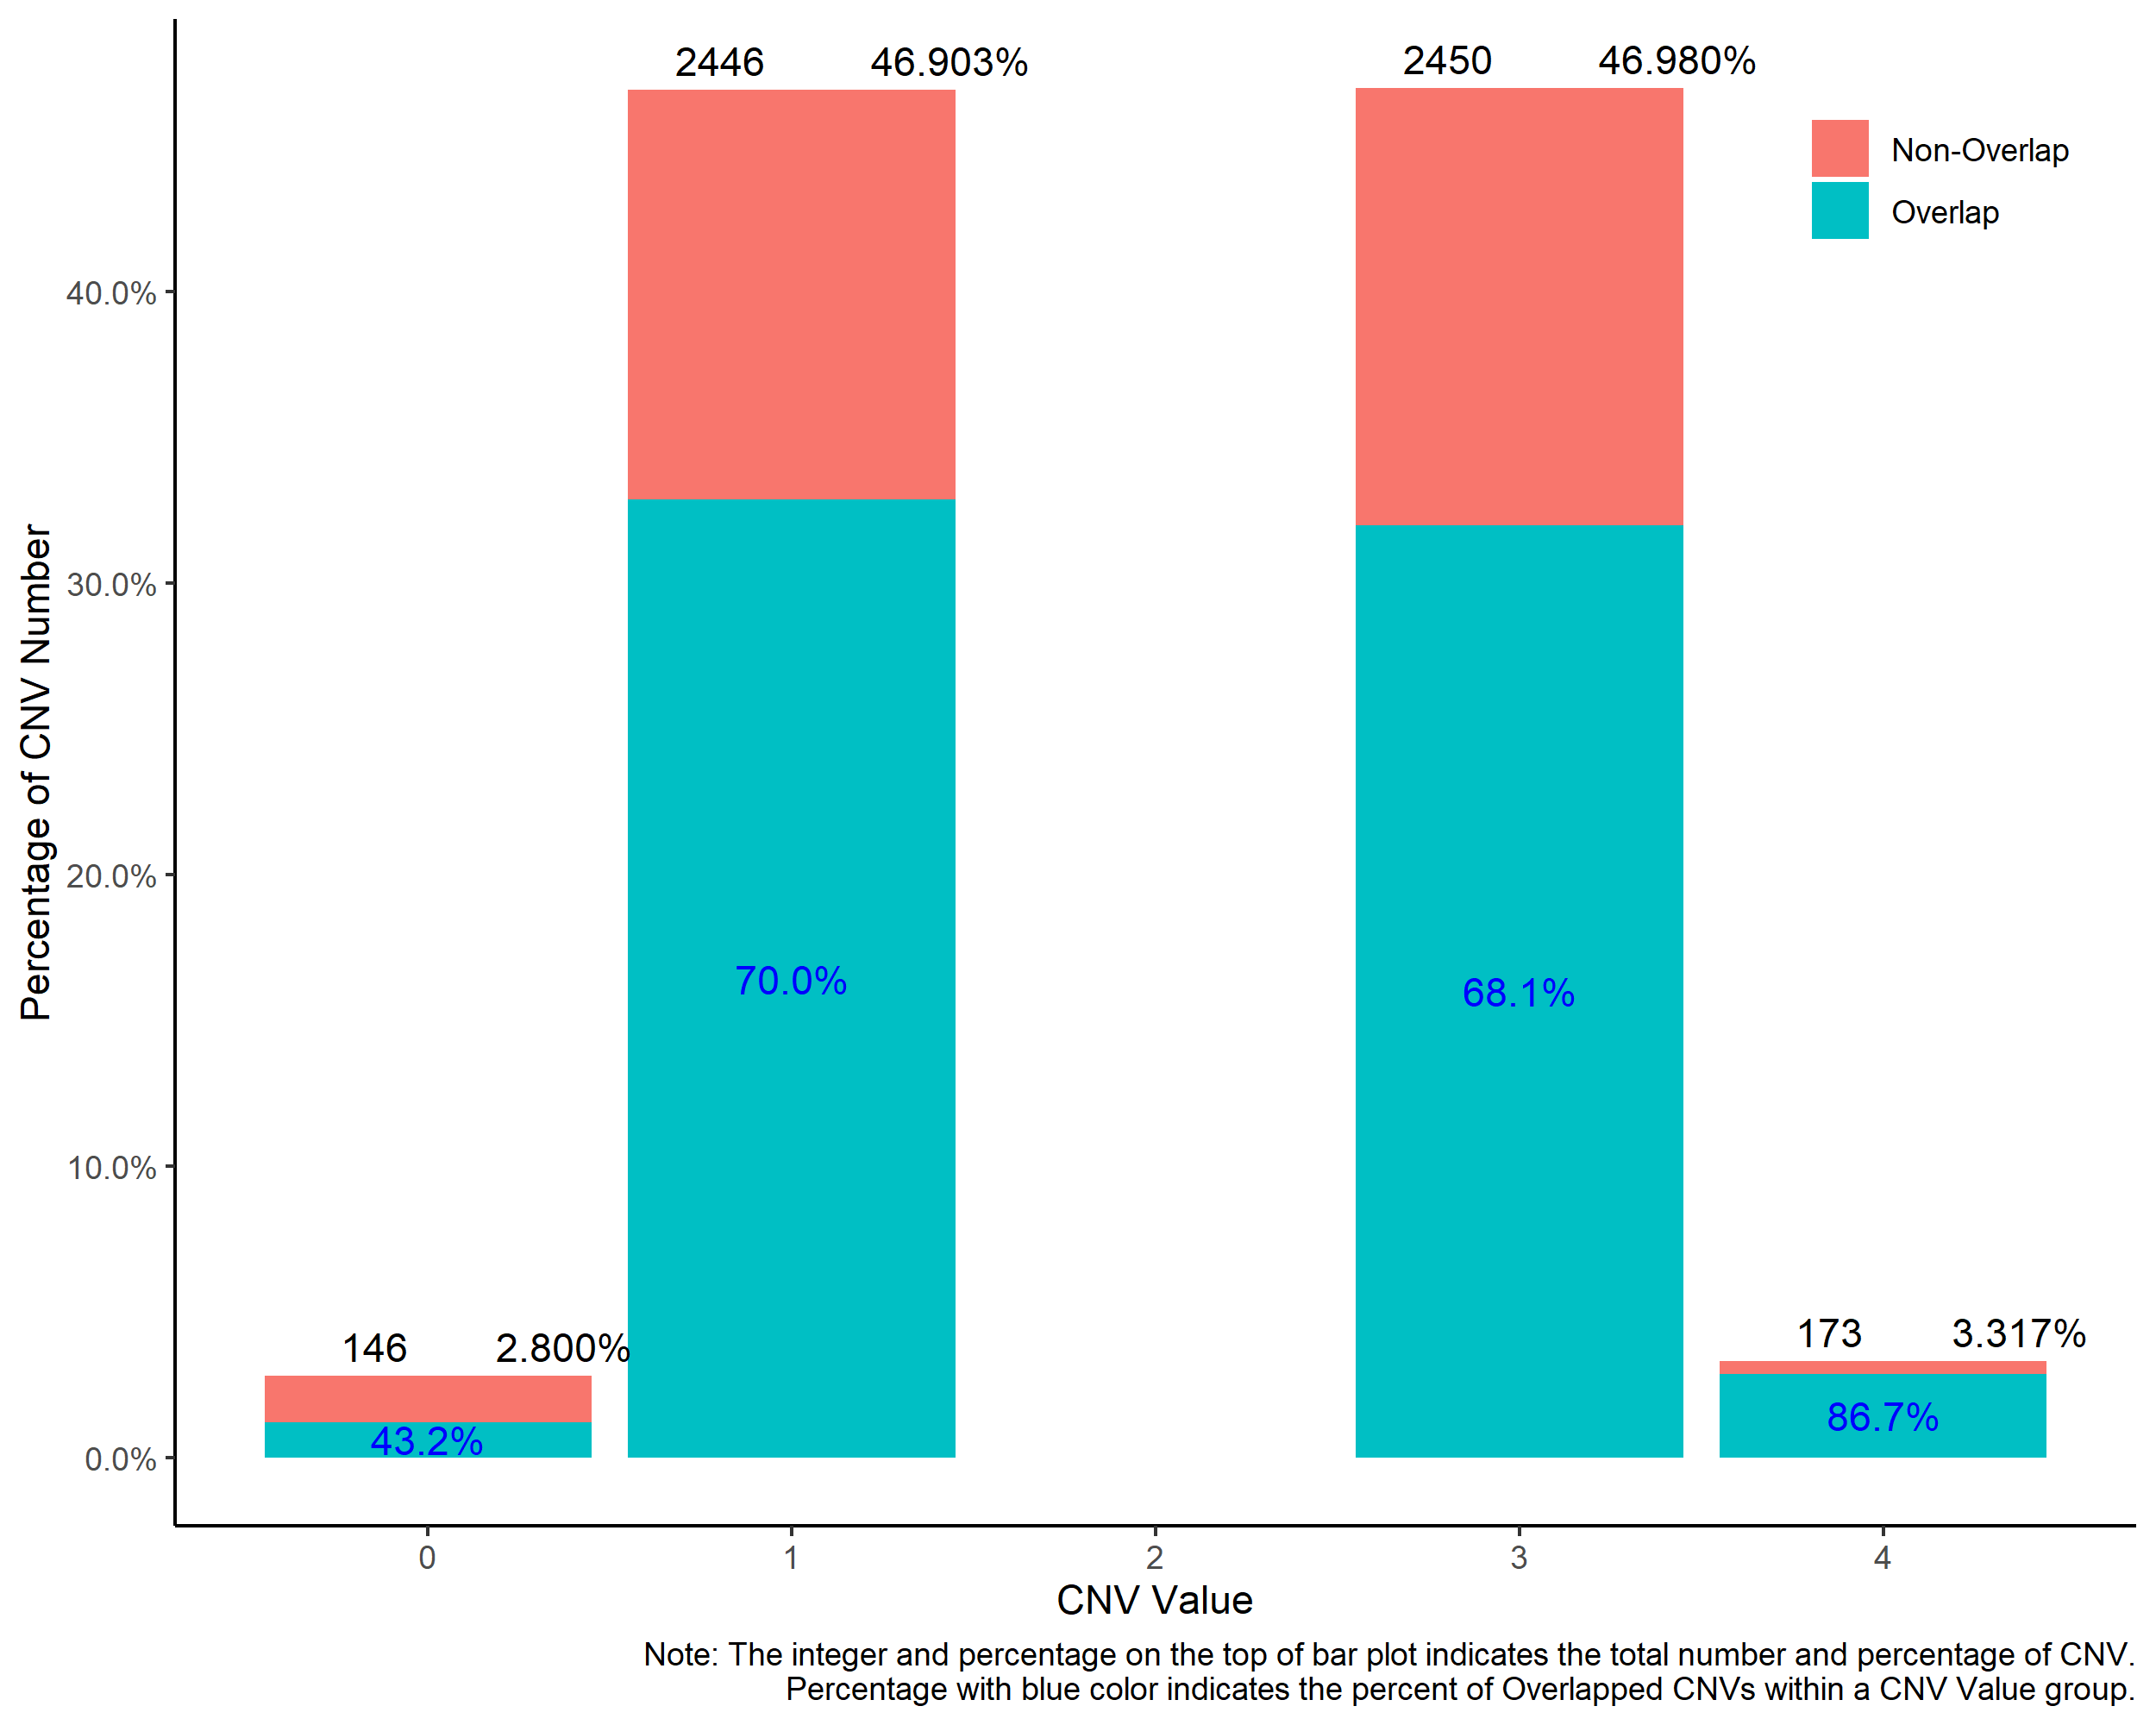 2446 46.903%
2450 46.980%
Non-Overlap
Overlap
40.0%
30.0%
20.0%
10.0%
0.0%
Percentage of CNV Number
70.0%
68.1%
146 2.800%
43.2%
173 3.317%
86.7%
0 1 2 3 4
CNV Value
Note: The integer and percentage on the top of bar plot indicates the total number and percentage of CNV.
Percentage with blue color indicates the percent of Overlapped CNVs within a CNV Value group.